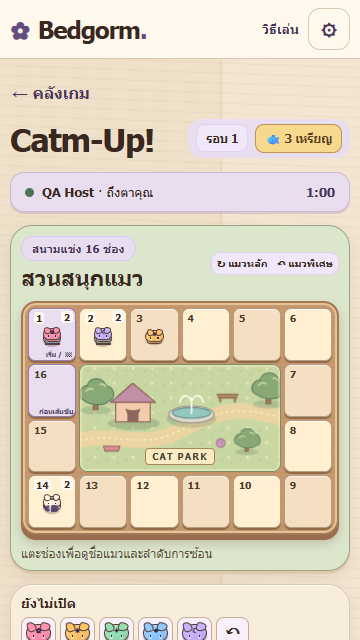 Bedgorm.
วิธีเล่น
← คลังเกม
Catm-Up!
รอบ 1
3 เหรียญ
QA Host · ถึงตาคุณ
1:00
สนามแข่ง 16 ช่อง
สวนสนุกแมว
↻ แมวหลัก ↶ แมวพิเศษ
1 2
2 2
3
4
5
6
เริ่ม /
16
7
ก่อนเส้นชัย
15
8
CAT PARK
14 2
13
12
11
10
9
แตะช่องเพื่อดูชื่อแมวและลำดับการซ้อน
ยังไม่เปิด